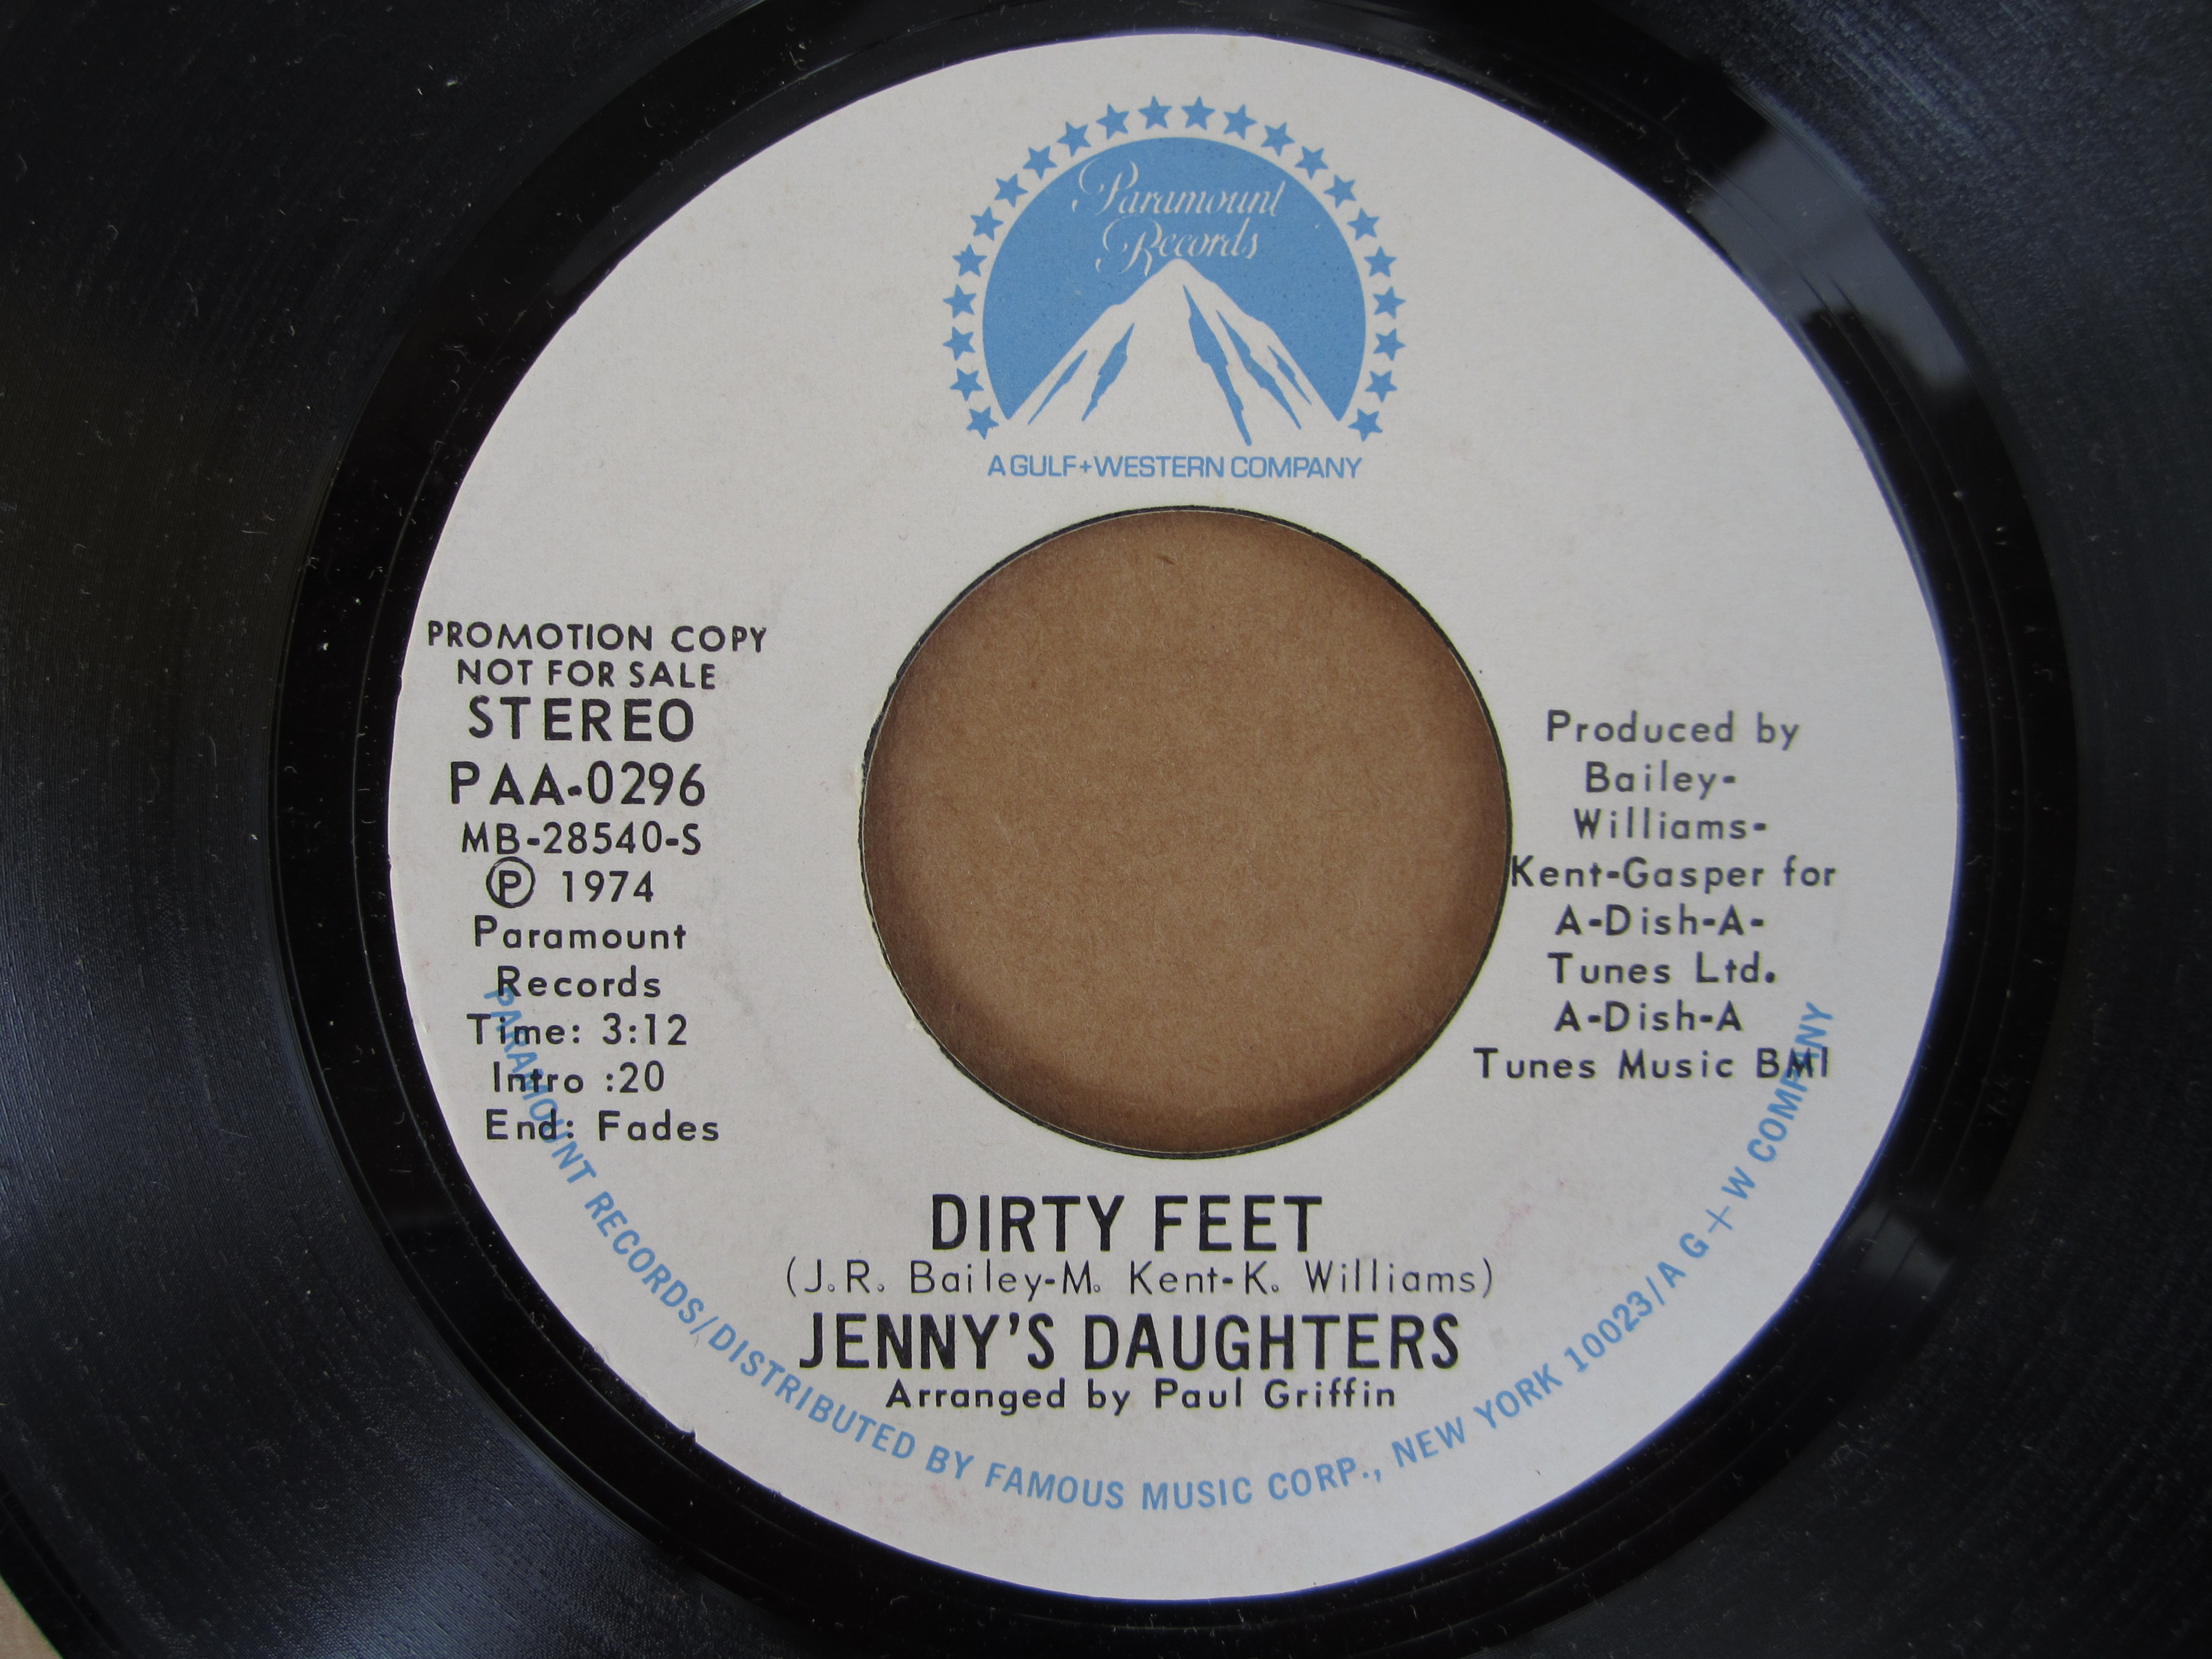 Paramount
Records
A GULF+WESTERN COMPANY
PROMOTION COPY
NOT FOR SALE
STEREO
PAA-0296
MB-28540-S
Ⓟ 1974
Paramount
Records
Time: 3:12
Intro :20
End: Fades
Produced by
Bailey-
Williams-
Kent-Gasper for
A-Dish-A-
Tunes Ltd.
A-Dish-A
Tunes Music BMI
DIRTY FEET
(J.R. Bailey-M. Kent-K. Williams)
JENNY'S DAUGHTERS
Arranged by Paul Griffin
PARAMOUNT RECORDS/DISTRIBUTED BY FAMOUS MUSIC CORP., NEW YORK 10023/A G+W COMPANY